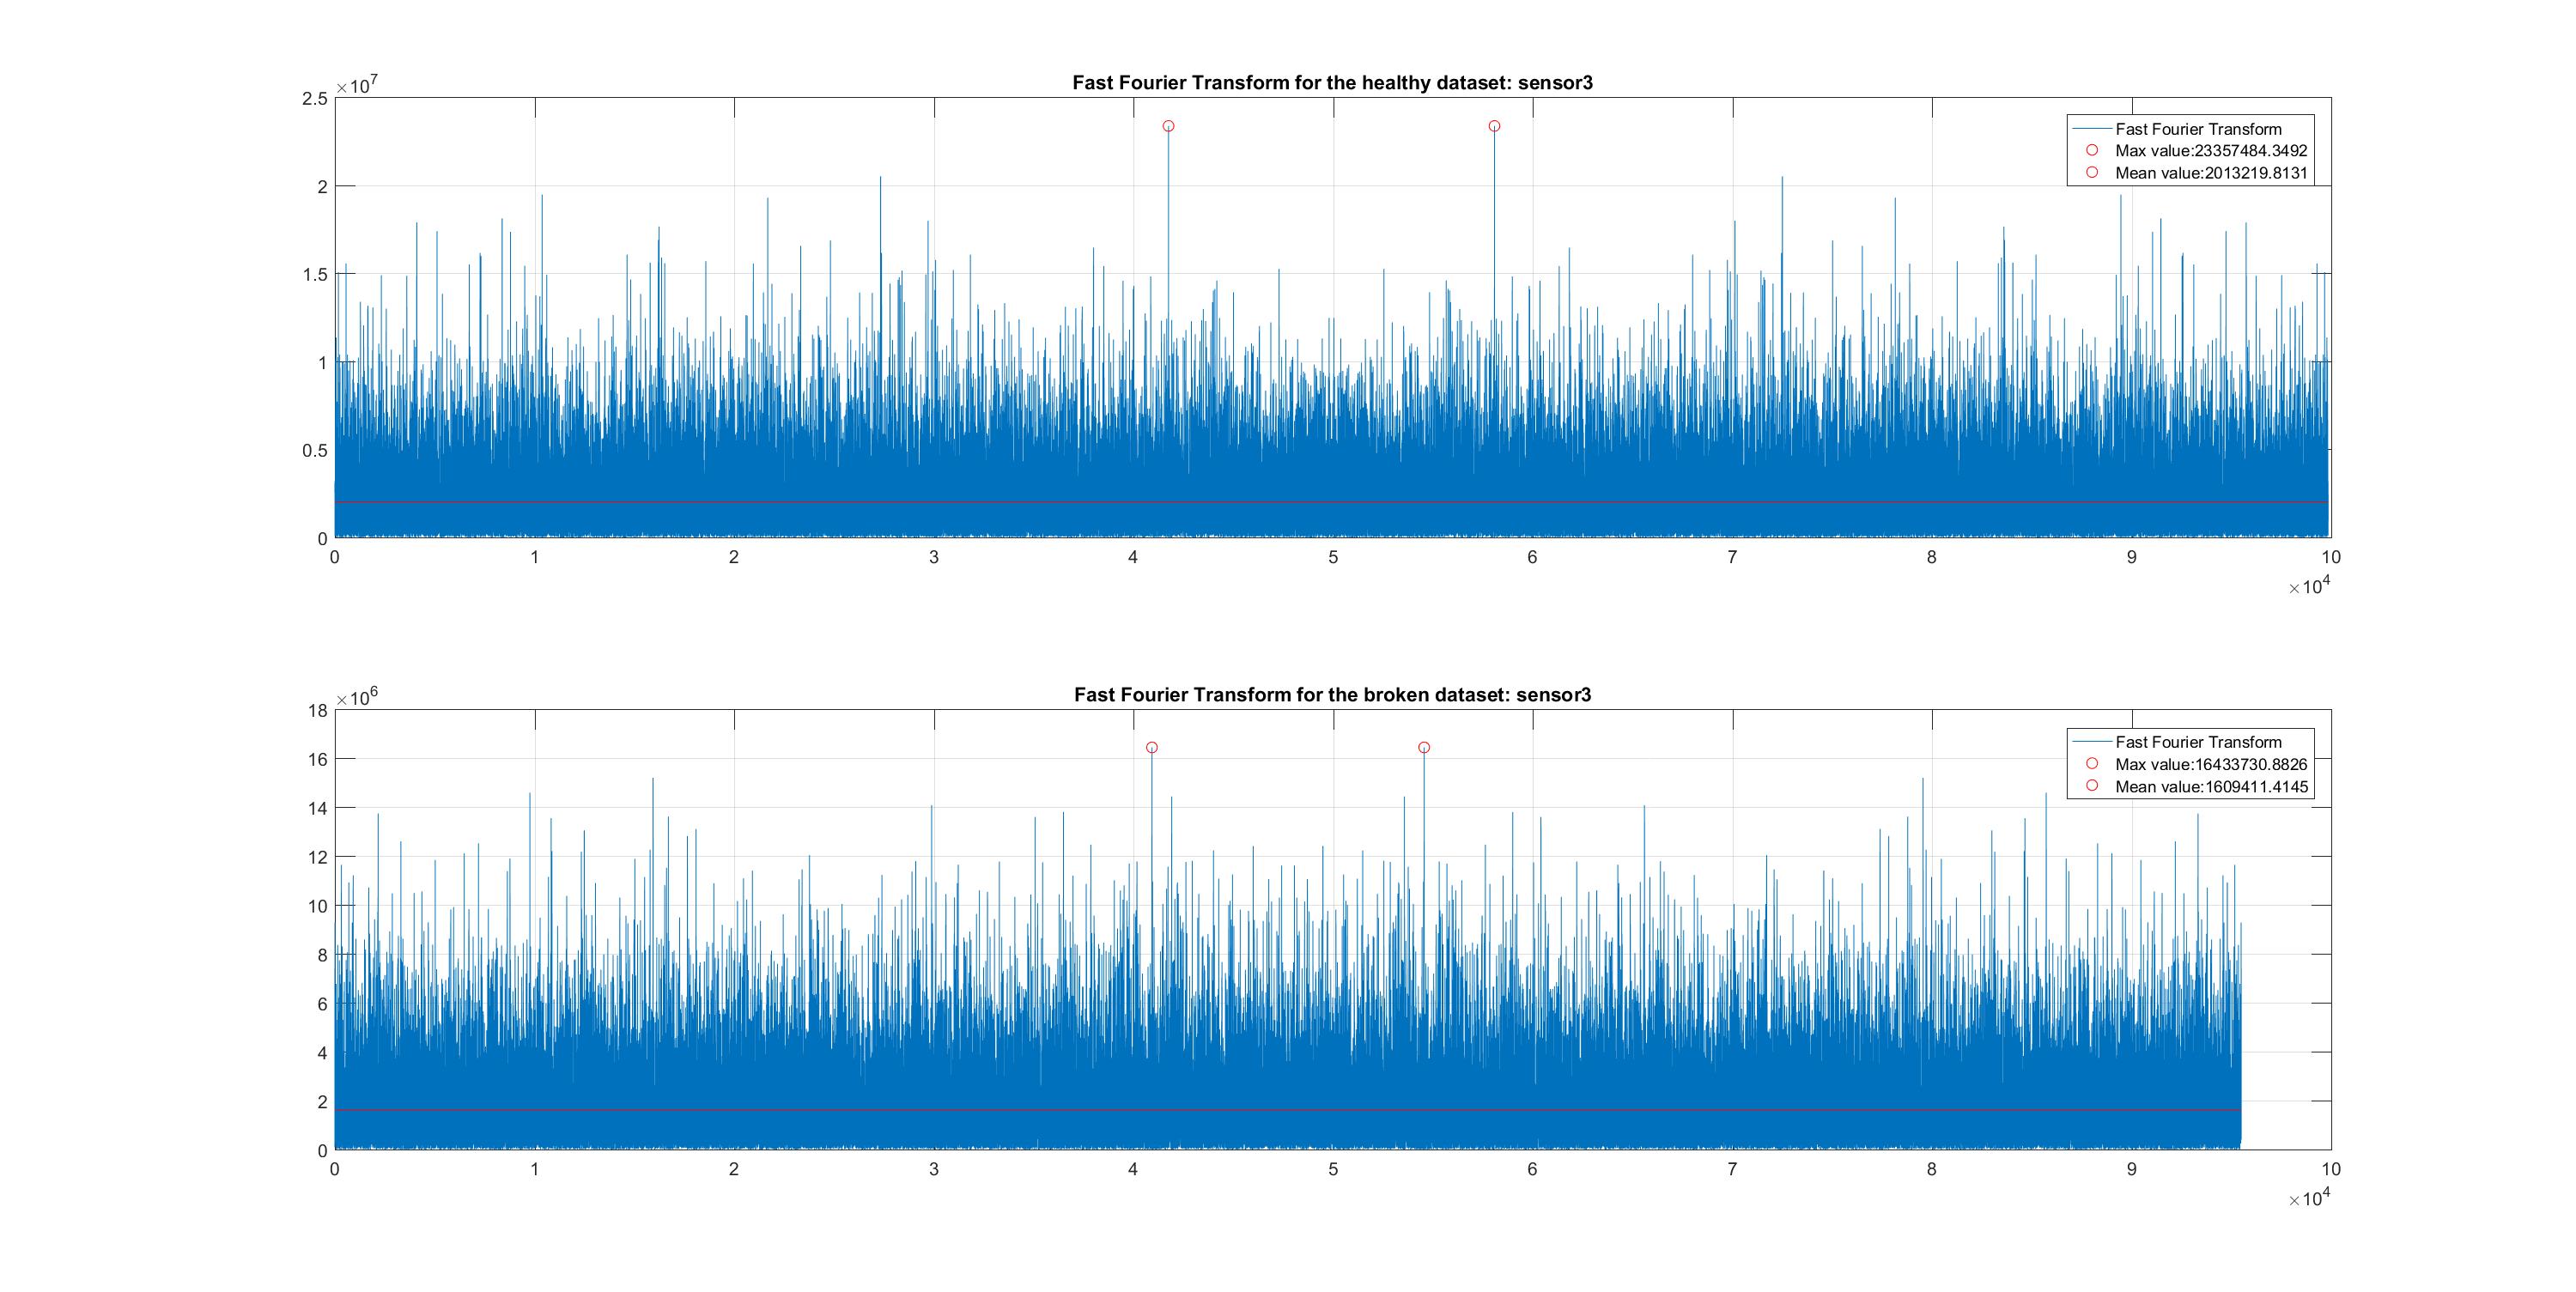 Fast Fourier Transform for the healthy dataset: sensor3
×10^7
2.5
2
1.5
1
0.5
0
Fast Fourier Transform
Max value:23357484.3492
Mean value:2013219.8131
0 1 2 3 4 5 6 7 8 9 10
×10^4
Fast Fourier Transform for the broken dataset: sensor3
×10^6
18
16
14
12
10
8
6
4
2
0
Fast Fourier Transform
Max value:16433730.8826
Mean value:1609411.4145
0 1 2 3 4 5 6 7 8 9 10
×10^4